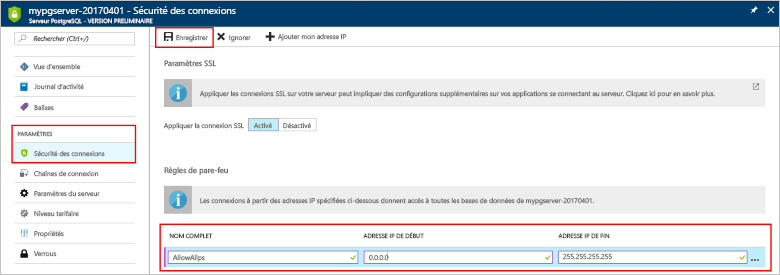 mypgserver-20170401 - Sécurité des connexions
Serveur PostgreSQL - VERSION PRELIMINAIRE
Rechercher (Ctrl+/)
Enregistrer
Ignorer
Ajouter mon adresse IP
Vue d'ensemble
Journal d'activité
Balises
PARAMÈTRES
Sécurité des connexions
Chaînes de connexion
Paramètres du serveur
Niveau tarifaire
Propriétés
Verrous
Paramètres SSL
Appliquer les connexions SSL sur votre serveur peut impliquer des configurations supplémentaires sur vos applications se connectant au serveur. Cliquez ici pour en savoir plus.
Appliquer la connexion SSL Activé Désactivé
Règles de pare-feu
Les connexions à partir des adresses IP spécifiées ci-dessous donnent accès à toutes les bases de données de mypgserver-20170401.
NOM COMPLET ADRESSE IP DE DÉBUT ADRESSE IP DE FIN
AllowAllps 0.0.0.0 255.255.255.255 ...